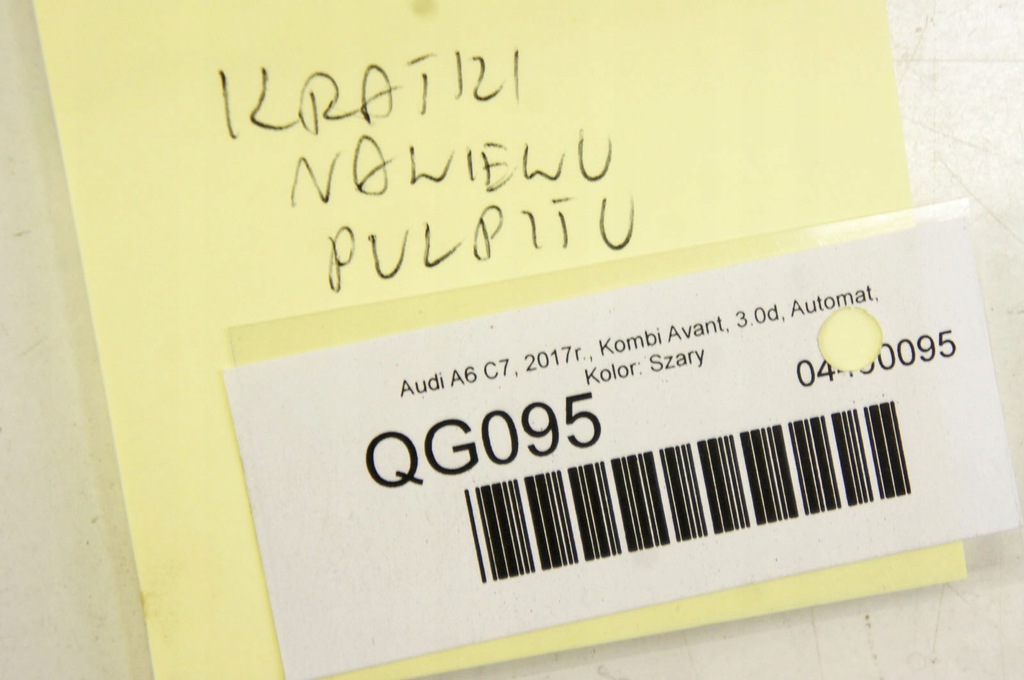 KRATKI
NAWIEWU
PULPITU
Audi A6 C7, 2017r., Kombi Avant, 3.0d, Automat,
Kolor: Szary
QG095